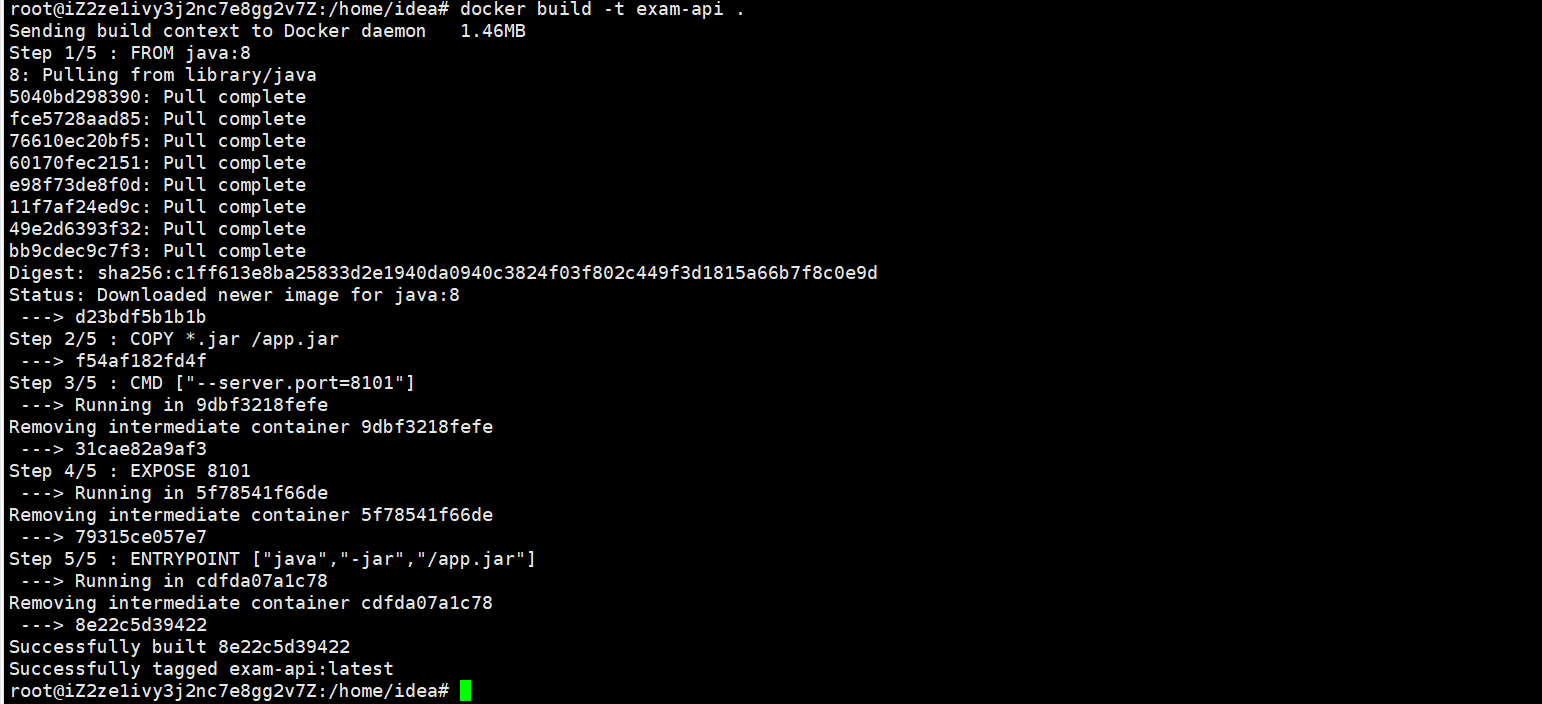 root@iZ2ze1ivy3j2nc7e8gg2v7Z:/home/idea# docker build -t exam-api .
Sending build context to Docker daemon   1.46MB
Step 1/5 : FROM java:8
8: Pulling from library/java
5040bd298390: Pull complete
fce5728aad85: Pull complete
76610ec20bf5: Pull complete
60170fec2151: Pull complete
e98f73de8f0d: Pull complete
11f7af24ed9c: Pull complete
49e2d6393f32: Pull complete
bb9cdec9c7f3: Pull complete
Digest: sha256:c1ff613e8ba25833d2e1940da0940c3824f03f802c449f3d1815a66b7f8c0e9d
Status: Downloaded newer image for java:8
 ---> d23bdf5b1b1b
Step 2/5 : COPY *.jar /app.jar
 ---> f54af182fd4f
Step 3/5 : CMD ["--server.port=8101"]
 ---> Running in 9dbf3218fefe
Removing intermediate container 9dbf3218fefe
 ---> 31cae82a9af3
Step 4/5 : EXPOSE 8101
 ---> Running in 5f78541f66de
Removing intermediate container 5f78541f66de
 ---> 79315ce057e7
Step 5/5 : ENTRYPOINT ["java","-jar","/app.jar"]
 ---> Running in cdfda07a1c78
Removing intermediate container cdfda07a1c78
 ---> 8e22c5d39422
Successfully built 8e22c5d39422
Successfully tagged exam-api:latest
root@iZ2ze1ivy3j2nc7e8gg2v7Z:/home/idea#